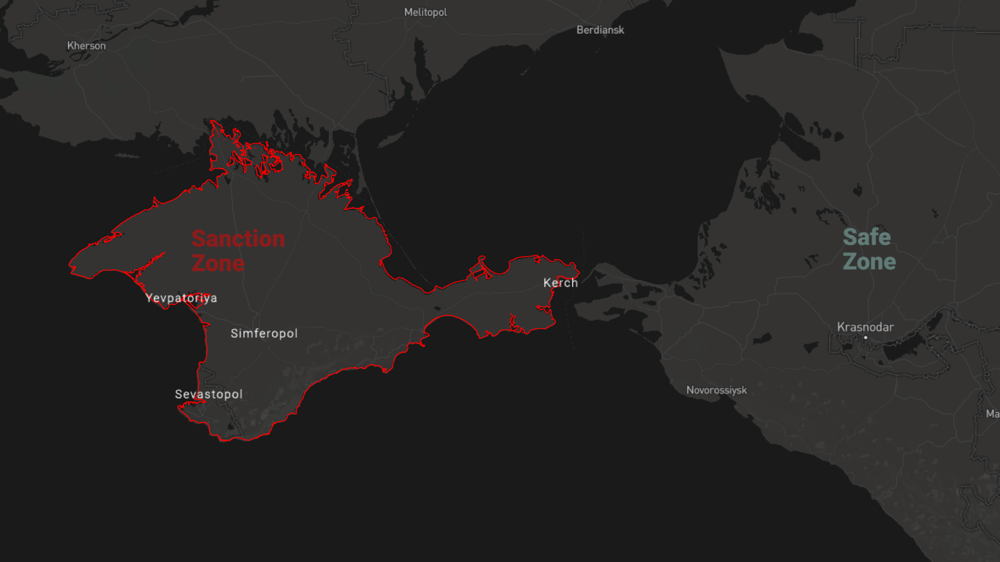 Melitopol
Berdiansk
Kherson
Sanction
Zone
Safe
Zone
Kerch
Yevpatoriya
Simferopol
Krasnodar
Sevastopol
Novorossiysk
Ma